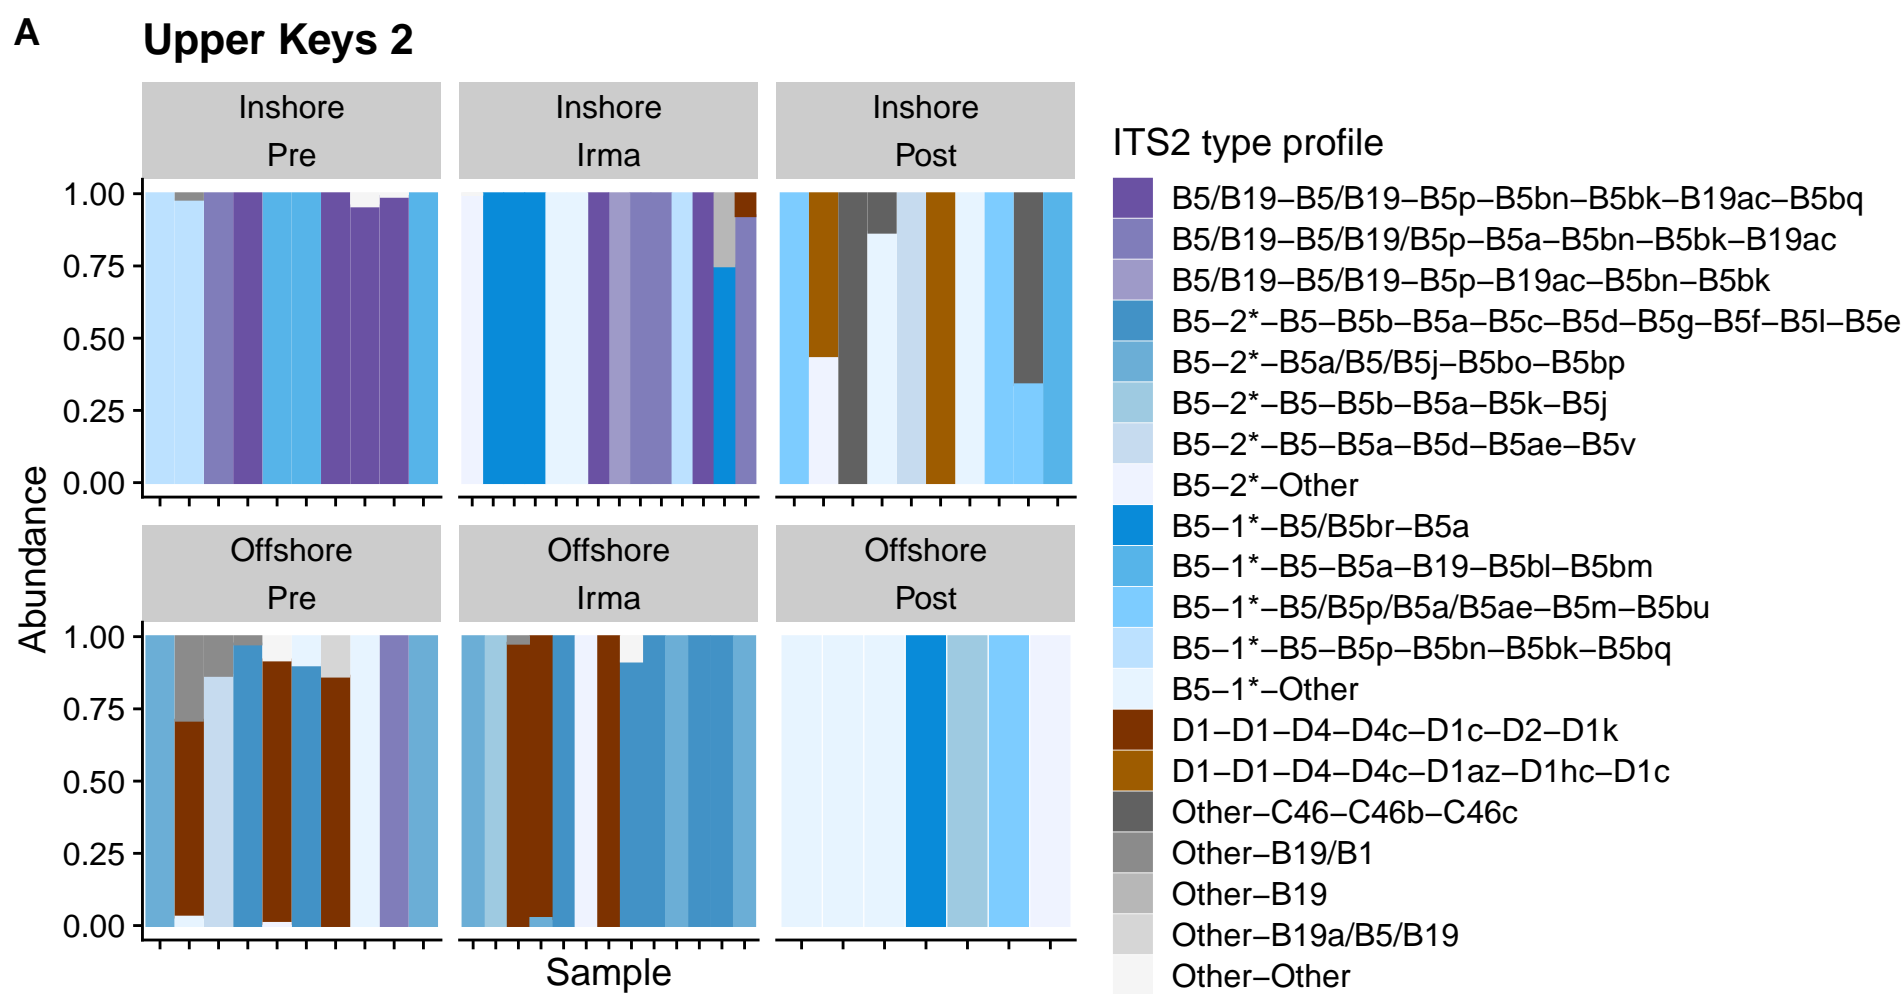 A
Upper Keys 2
Inshore
Pre
Inshore
Irma
Inshore
Post
1.00
0.75
0.50
0.25
0.00
Offshore
Pre
Offshore
Irma
Offshore
Post
1.00
0.75
0.50
0.25
0.00
Abundance
Sample
ITS2 type profile
B5/B19−B5/B19−B5p−B5bn−B5bk−B19ac−B5bq
B5/B19−B5/B19/B5p−B5a−B5bn−B5bk−B19ac
B5/B19−B5/B19−B5p−B19ac−B5bn−B5bk
B5−2*−B5−B5b−B5a−B5c−B5d−B5g−B5f−B5l−B5e
B5−2*−B5a/B5/B5j−B5bo−B5bp
B5−2*−B5−B5b−B5a−B5k−B5j
B5−2*−B5−B5a−B5d−B5ae−B5v
B5−2*−Other
B5−1*−B5/B5br−B5a
B5−1*−B5−B5a−B19−B5bl−B5bm
B5−1*−B5/B5p/B5a/B5ae−B5m−B5bu
B5−1*−B5−B5p−B5bn−B5bk−B5bq
B5−1*−Other
D1−D1−D4−D4c−D1c−D2−D1k
D1−D1−D4−D4c−D1az−D1hc−D1c
Other−C46−C46b−C46c
Other−B19/B1
Other−B19
Other−B19a/B5/B19
Other−Other